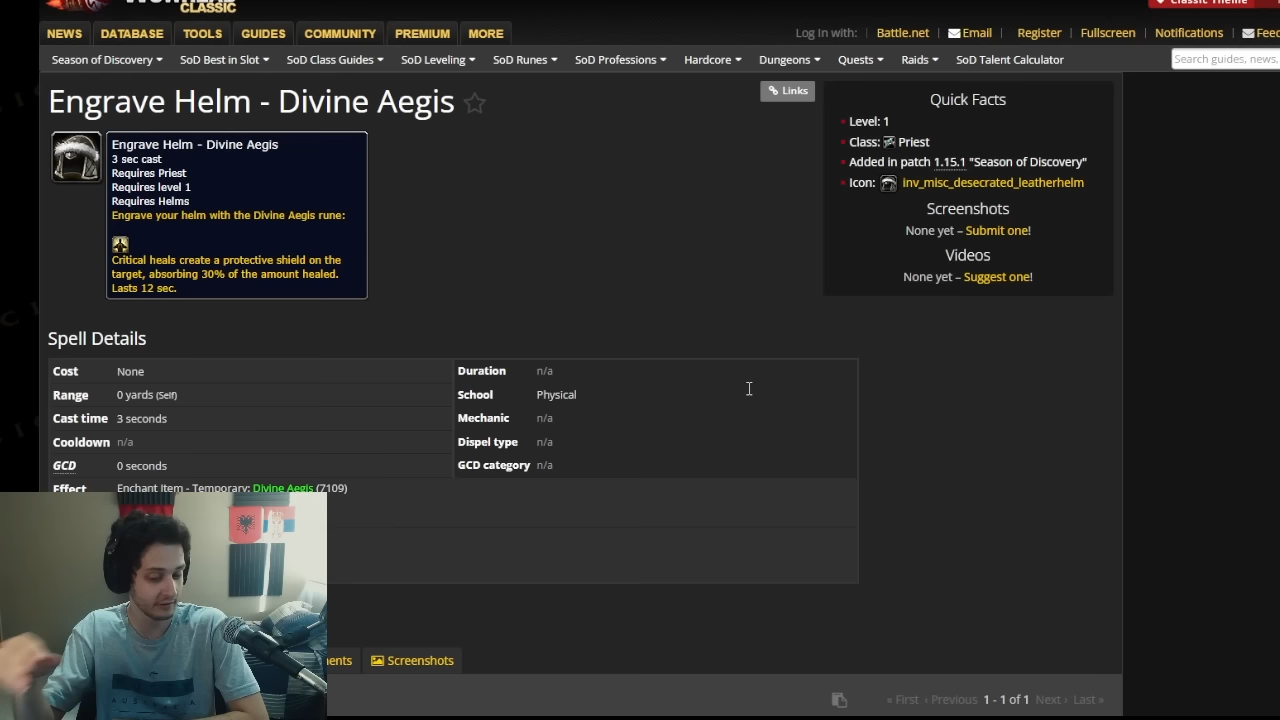 CLASSIC
Classic Theme
NEWS DATABASE TOOLS GUIDES COMMUNITY PREMIUM MORE
Log in with: Battle.net Email Register Fullscreen Notifications Feed
Season of Discovery SoD Best in Slot SoD Class Guides SoD Leveling SoD Runes SoD Professions Hardcore Dungeons Quests Raids SoD Talent Calculator
Search guides, news,
Engrave Helm - Divine Aegis
Links
Engrave Helm - Divine Aegis
3 sec cast
Requires Priest
Requires level 1
Requires Helms
Engrave your helm with the Divine Aegis rune:
Critical heals create a protective shield on the
target, absorbing 30% of the amount healed.
Lasts 12 sec.
Quick Facts
Level: 1
Class: Priest
Added in patch 1.15.1 "Season of Discovery"
Icon: inv_misc_desecrated_leatherhelm
Screenshots
None yet – Submit one!
Videos
None yet – Suggest one!
Spell Details
Cost None
Range 0 yards (Self)
Cast time 3 seconds
Cooldown n/a
GCD 0 seconds
Duration n/a
School Physical
Mechanic n/a
Dispel type n/a
GCD category n/a
Effect Enchant Item - Temporary: Divine Aegis (7109)
ents Screenshots
« First ‹ Previous 1 - 1 of 1 Next › Last »